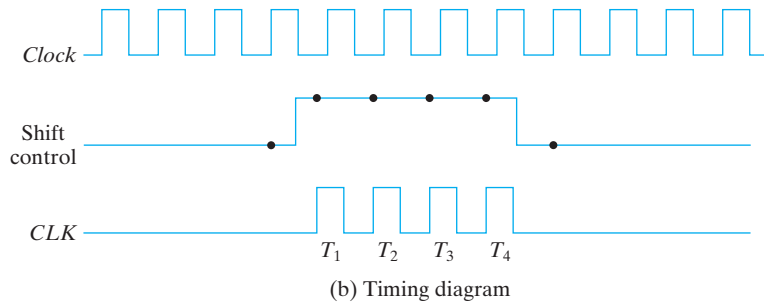 Clock
Shift
control
CLK
T₁ T₂ T₃ T₄
(b) Timing diagram